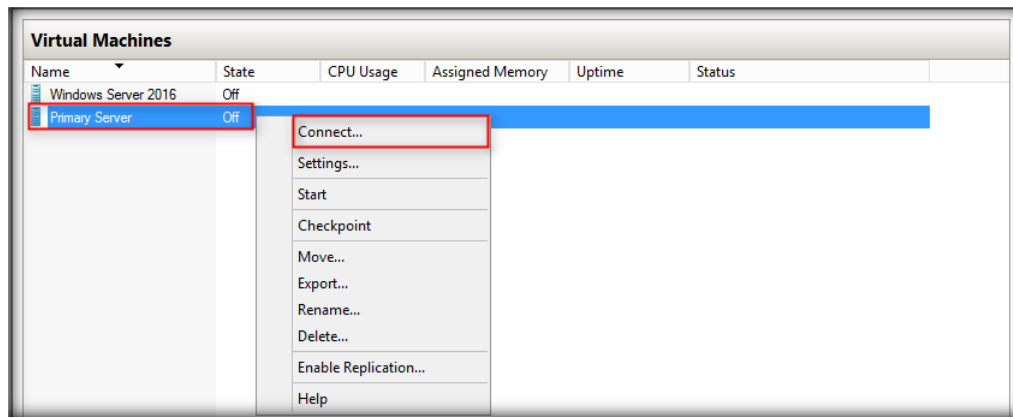 Virtual Machines
Name State CPU Usage Assigned Memory Uptime Status
Windows Server 2016 Off
Primary Server Off
Connect...
Settings...
Start
Checkpoint
Move...
Export...
Rename...
Delete...
Enable Replication...
Help